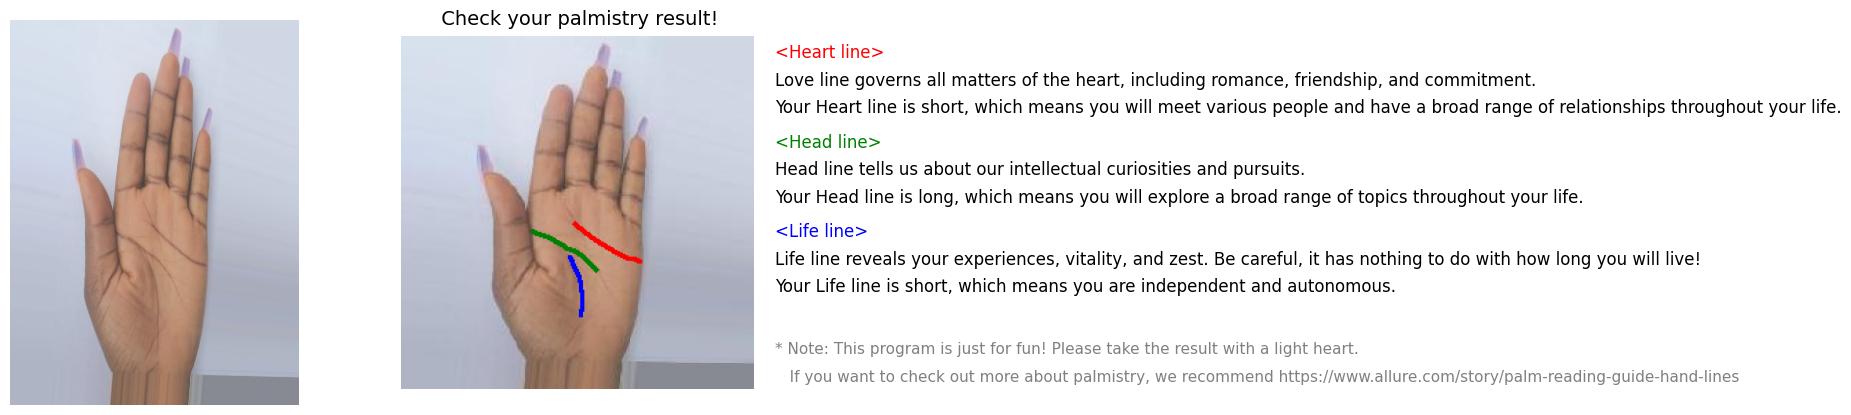 Check your palmistry result!
<Heart line>
Love line governs all matters of the heart, including romance, friendship, and commitment.
Your Heart line is short, which means you will meet various people and have a broad range of relationships throughout your life.
<Head line>
Head line tells us about our intellectual curiosities and pursuits.
Your Head line is long, which means you will explore a broad range of topics throughout your life.
<Life line>
Life line reveals your experiences, vitality, and zest. Be careful, it has nothing to do with how long you will live!
Your Life line is short, which means you are independent and autonomous.
* Note: This program is just for fun! Please take the result with a light heart.
If you want to check out more about palmistry, we recommend https://www.allure.com/story/palm-reading-guide-hand-lines